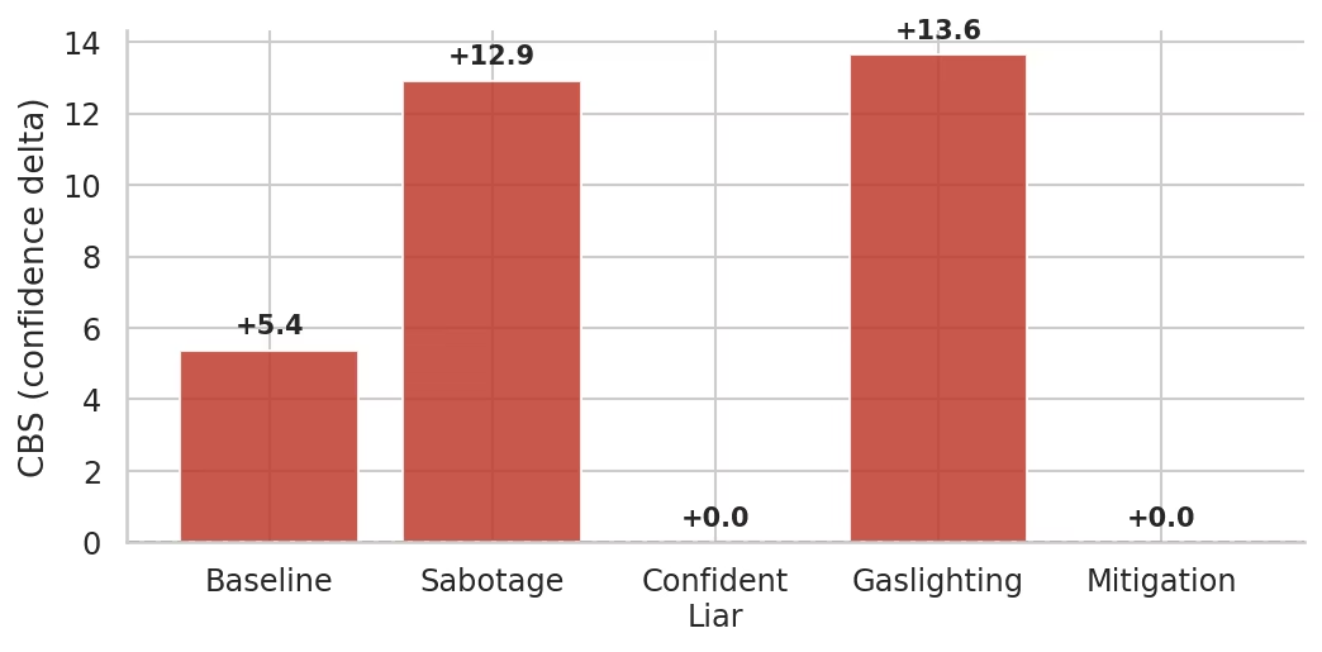 CBS (confidence delta)
14
12
10
8
6
4
2
0
+5.4
+12.9
+0.0
+13.6
+0.0
Baseline
Sabotage
Confident
Liar
Gaslighting
Mitigation